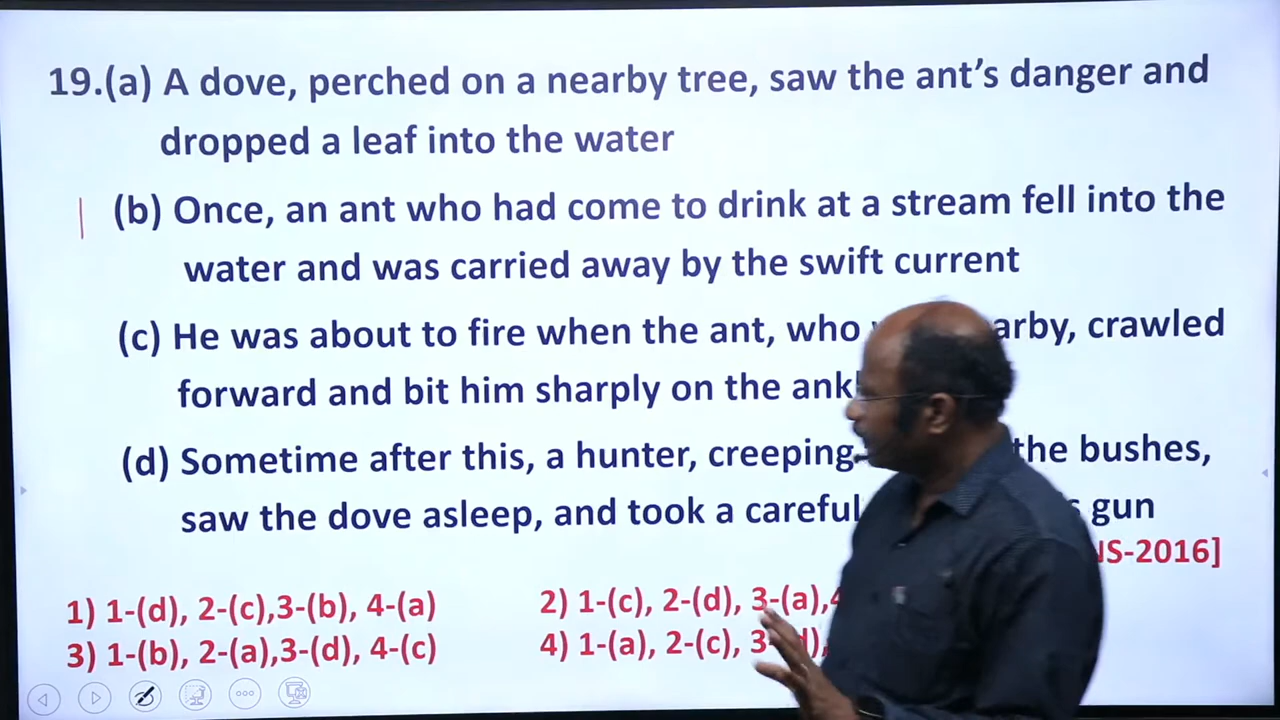 19.(a) A dove, perched on a nearby tree, saw the ant's danger and
dropped a leaf into the water
(b) Once, an ant who had come to drink at a stream fell into the
water and was carried away by the swift current
(c) He was about to fire when the ant, who crawled
forward and bit him sharply on the
(d) Sometime after this, a hunter, creeping the bushes,
saw the dove asleep, and took a careful gun
-2016]
1) 1-(d), 2-(c),3-(b), 4-(a)
2) 1-(c), 2-(d), 3-(a),4
3) 1-(b), 2-(a),3-(d), 4-(c)
4) 1-(a), 2-(c),